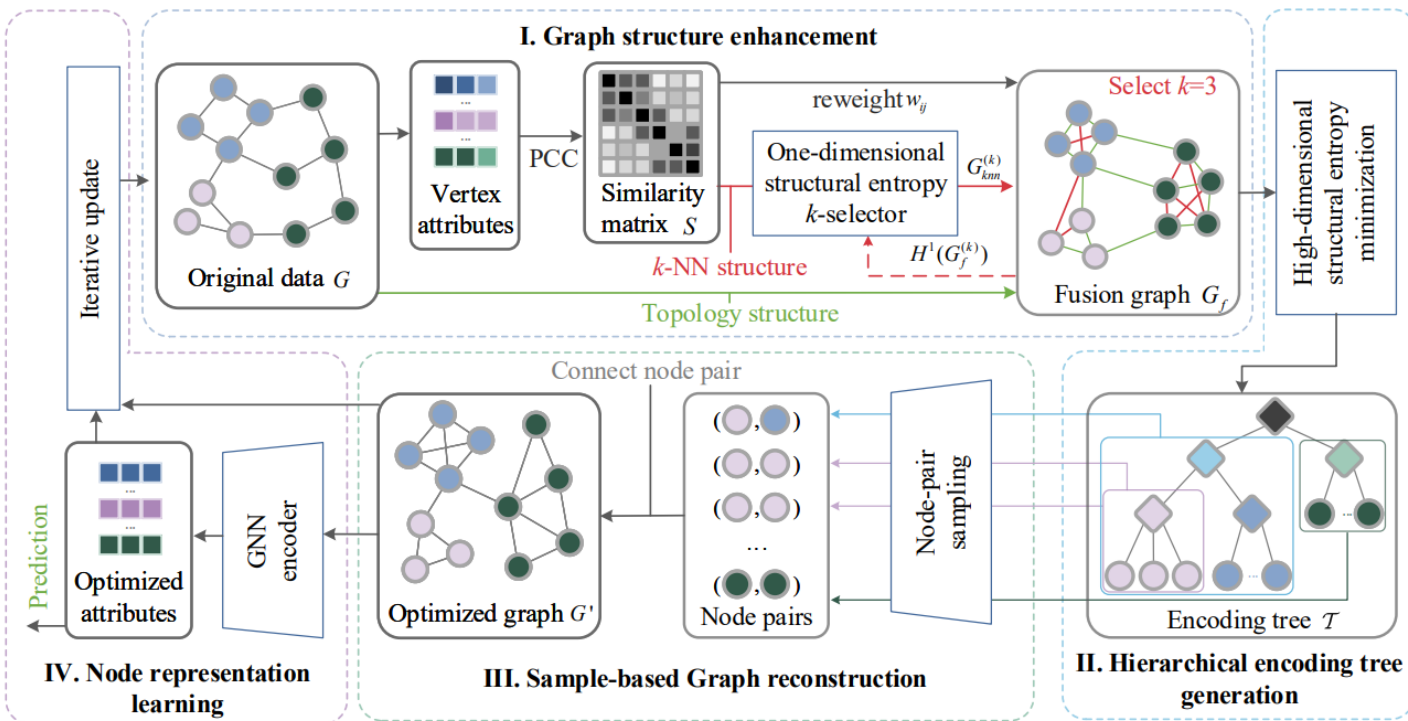 I. Graph structure enhancement
Iterative update
Original data G
...
...
Vertex
attributes
PCC
Similarity
matrix S
reweight w_ij
One-dimensional
structural entropy
k-selector
G_knn^(k)
H^1(G_f^(k))
k-NN structure
Topology structure
Select k=3
Fusion graph G_f
High-dimensional
structural entropy
minimization
Prediction
...
...
Optimized
attributes
GNN
encoder
Optimized graph G'
Connect node pair
( , )
( , )
( , )
...
( , )
Node pairs
Node-pair
sampling
...
...
Encoding tree T
IV. Node representation
learning
III. Sample-based Graph reconstruction
II. Hierarchical encoding tree
generation